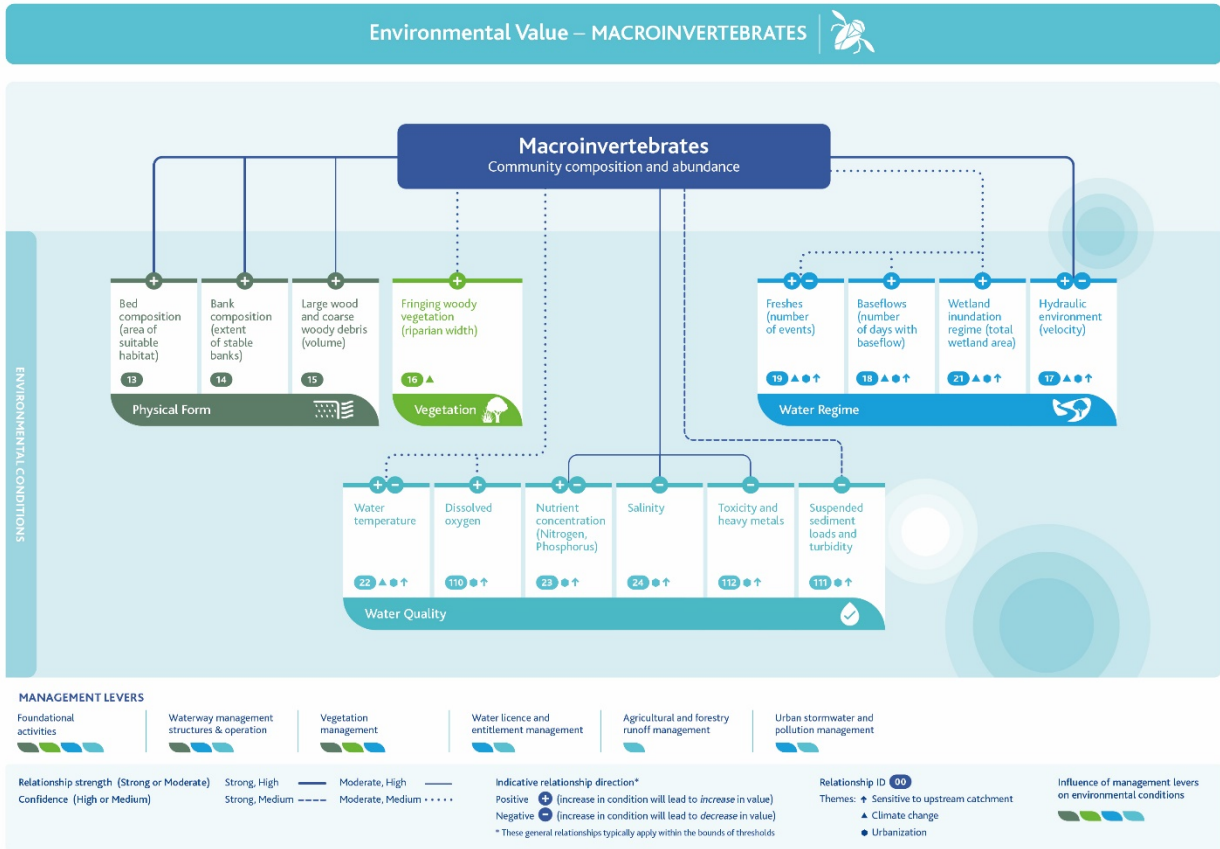 Environmental Value – MACROINVERTEBRATES
Macroinvertebrates
Community composition and abundance
ENVIRONMENTAL CONDITIONS
Bed
composition
(area of
suitable
habitat)
13
Bank
composition
(extent
of stable
banks)
14
Large wood
and coarse
woody debris
(volume)
15
Physical Form
Fringing woody
vegetation
(riparian width)
16
Vegetation
Freshes
(number
of events)
19
Baseflows
(number
of days with
baseflow)
18
Wetland
inundation
regime (total
wetland area)
21
Hydraulic
environment
(velocity)
17
Water Regime
Water
temperature
22
Dissolved
oxygen
110
Nutrient
concentration
(Nitrogen,
Phosphorus)
23
Salinity
24
Toxicity and
heavy metals
112
Suspended
sediment
loads and
turbidity
111
Water Quality
MANAGEMENT LEVERS
Foundational
activities
Waterway management
structures & operation
Vegetation
management
Water licence and
entitlement management
Agricultural and forestry
runoff management
Urban stormwater and
pollution management
Relationship strength (Strong or Moderate)
Confidence (High or Medium)
Strong, High
Strong, Medium
Moderate, High
Moderate, Medium
Indicative relationship direction*
Positive + (increase in condition will lead to increase in value)
Negative – (increase in condition will lead to decrease in value)
* These general relationships typically apply within the bounds of thresholds
Relationship ID 00
Themes: ↑ Sensitive to upstream catchment
▲ Climate change
⬢ Urbanization
Influence of management levers
on environmental conditions